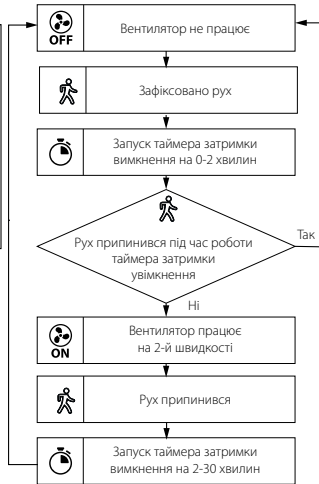 OFF
Вентилятор не працює
Зафіксовано рух
Запуск таймера затримки
вимкнення на 0-2 хвилин
Рух припинився під час роботи
таймера затримки
увімкнення
Так
Ні
ON
Вентилятор працює
на 2-й швидкості
Рух припинився
Запуск таймера затримки
вимкнення на 2-30 хвилин